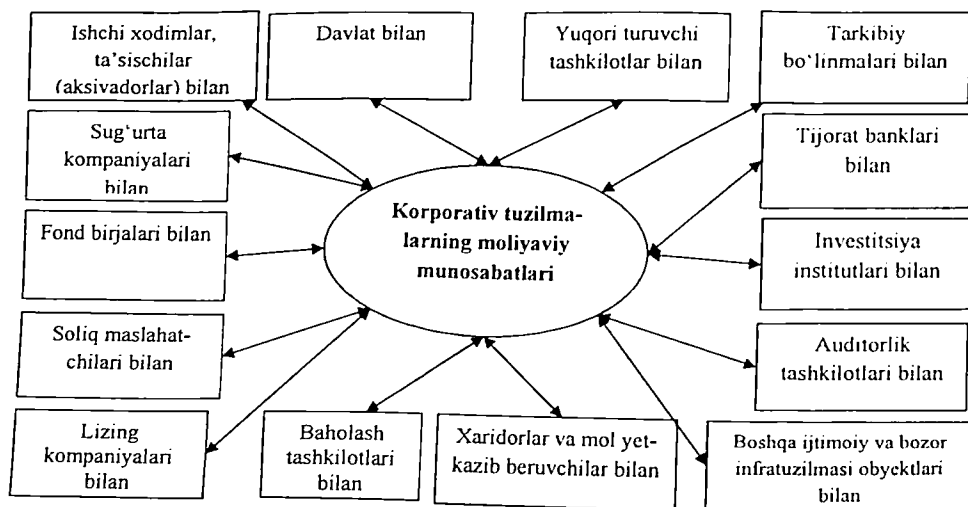 Ishchi xodimlar,
ta'sischilar
(aksivadorlar) bilan
Davlat bilan
Yuqori turuvchi
tashkilotlar bilan
Tarkibiy
bo'linmalari bilan
Sug'urta
kompaniyalari
bilan
Tijorat banklari
bilan
Korporativ tuzilma-
larning moliyaviy
munosabatlari
Fond birjalari bilan
Investitsiya
institutlari bilan
Soliq maslahat-
chilari bilan
Auditorlik
tashkilotlari bilan
Lizing
kompaniyalari
bilan
Baholash
tashkilotlari
bilan
Xaridorlar va mol yet-
kazib beruvchilar bilan
Boshqa ijtimoiy va bozor
infratuzilmasi obyektlari
bilan